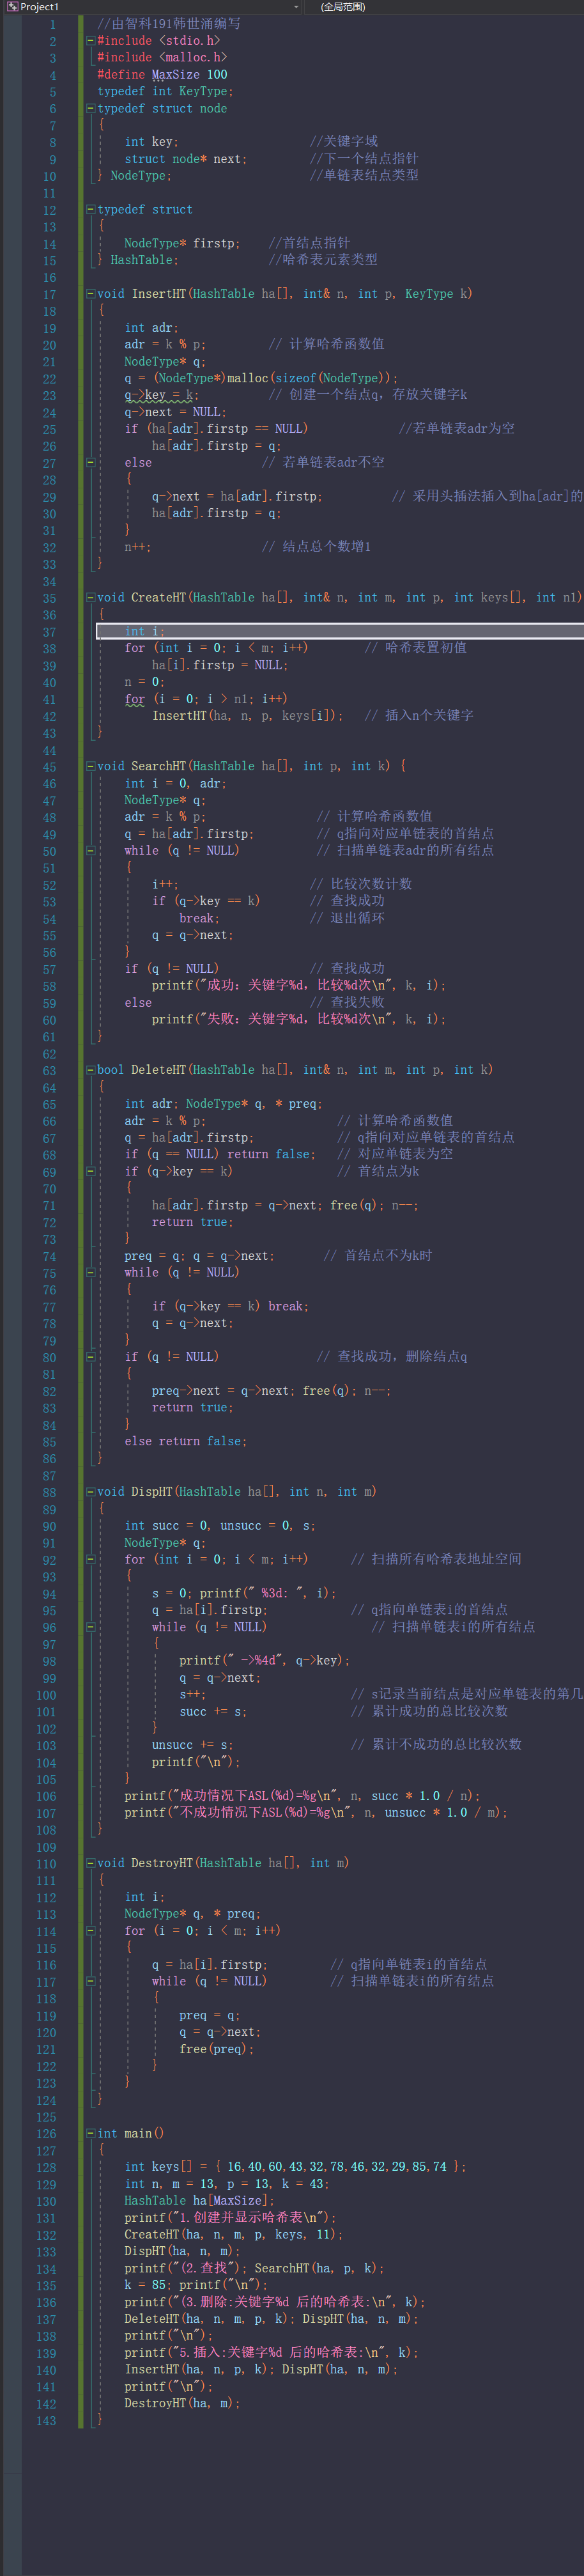 Project1 (全局范围)
1 //由智科191韩世涌编写
2 #include <stdio.h>
3 #include <malloc.h>
4 #define MaxSize 100
5 typedef int KeyType;
6 typedef struct node
7 {
8 int key; //关键字域
9 struct node* next; //下一个结点指针
10 } NodeType; //单链表结点类型
11
12 typedef struct
13 {
14 NodeType* firstp; //首结点指针
15 } HashTable; //哈希表元素类型
16
17 void InsertHT(HashTable ha[], int& n, int p, KeyType k)
18 {
19 int adr;
20 adr = k % p; // 计算哈希函数值
21 NodeType* q;
22 q = (NodeType*)malloc(sizeof(NodeType));
23 q->key = k; // 创建一个结点q，存放关键字k
24 q->next = NULL;
25 if (ha[adr].firstp == NULL) //若单链表adr为空
26 ha[adr].firstp = q;
27 else // 若单链表adr不空
28 {
29 q->next = ha[adr].firstp; // 采用头插法插入到ha[adr]的
30 ha[adr].firstp = q;
31 }
32 n++; // 结点总个数增1
33 }
34
35 void CreateHT(HashTable ha[], int& n, int m, int p, int keys[], int n1)
36 {
37 int i;
38 for (int i = 0; i < m; i++) // 哈希表置初值
39 ha[i].firstp = NULL;
40 n = 0;
41 for (i = 0; i > n1; i++)
42 InsertHT(ha, n, p, keys[i]); // 插入n个关键字
43 }
44
45 void SearchHT(HashTable ha[], int p, int k) {
46 int i = 0, adr;
47 NodeType* q;
48 adr = k % p; // 计算哈希函数值
49 q = ha[adr].firstp; // q指向对应单链表的首结点
50 while (q != NULL) // 扫描单链表adr的所有结点
51 {
52 i++; // 比较次数计数
53 if (q->key == k) // 查找成功
54 break; // 退出循环
55 q = q->next;
56 }
57 if (q != NULL) // 查找成功
58 printf("成功：关键字%d，比较%d次\n", k, i);
59 else // 查找失败
60 printf("失败：关键字%d，比较%d次\n", k, i);
61 }
62
63 bool DeleteHT(HashTable ha[], int& n, int m, int p, int k)
64 {
65 int adr; NodeType* q, * preq;
66 adr = k % p; // 计算哈希函数值
67 q = ha[adr].firstp; // q指向对应单链表的首结点
68 if (q == NULL) return false; // 对应单链表为空
69 if (q->key == k) // 首结点为k
70 {
71 ha[adr].firstp = q->next; free(q); n--;
72 return true;
73 }
74 preq = q; q = q->next; // 首结点不为k时
75 while (q != NULL)
76 {
77 if (q->key == k) break;
78 q = q->next;
79 }
80 if (q != NULL) // 查找成功，删除结点q
81 {
82 preq->next = q->next; free(q); n--;
83 return true;
84 }
85 else return false;
86 }
87
88 void DispHT(HashTable ha[], int n, int m)
89 {
90 int succ = 0, unsucc = 0, s;
91 NodeType* q;
92 for (int i = 0; i < m; i++) // 扫描所有哈希表地址空间
93 {
94 s = 0; printf(" %3d: ", i);
95 q = ha[i].firstp; // q指向单链表i的首结点
96 while (q != NULL) // 扫描单链表i的所有结点
97 {
98 printf(" ->%4d", q->key);
99 q = q->next;
100 s++; // s记录当前结点是对应单链表的第几
101 succ += s; // 累计成功的总比较次数
102 }
103 unsucc += s; // 累计不成功的总比较次数
104 printf("\n");
105 }
106 printf("成功情况下ASL(%d)=%g\n", n, succ * 1.0 / n);
107 printf("不成功情况下ASL(%d)=%g\n", n, unsucc * 1.0 / m);
108 }
109
110 void DestroyHT(HashTable ha[], int m)
111 {
112 int i;
113 NodeType* q, * preq;
114 for (i = 0; i < m; i++)
115 {
116 q = ha[i].firstp; // q指向单链表i的首结点
117 while (q != NULL) // 扫描单链表i的所有结点
118 {
119 preq = q;
120 q = q->next;
121 free(preq);
122 }
123 }
124 }
125
126 int main()
127 {
128 int keys[] = { 16,40,60,43,32,78,46,32,29,85,74 };
129 int n, m = 13, p = 13, k = 43;
130 HashTable ha[MaxSize];
131 printf("1.创建并显示哈希表\n");
132 CreateHT(ha, n, m, p, keys, 11);
133 DispHT(ha, n, m);
134 printf("(2.查找"); SearchHT(ha, p, k);
135 k = 85; printf("\n");
136 printf("(3.删除:关键字%d 后的哈希表:\n", k);
137 DeleteHT(ha, n, m, p, k); DispHT(ha, n, m);
138 printf("\n");
139 printf("5.插入:关键字%d 后的哈希表:\n", k);
140 InsertHT(ha, n, p, k); DispHT(ha, n, m);
141 printf("\n");
142 DestroyHT(ha, m);
143 }